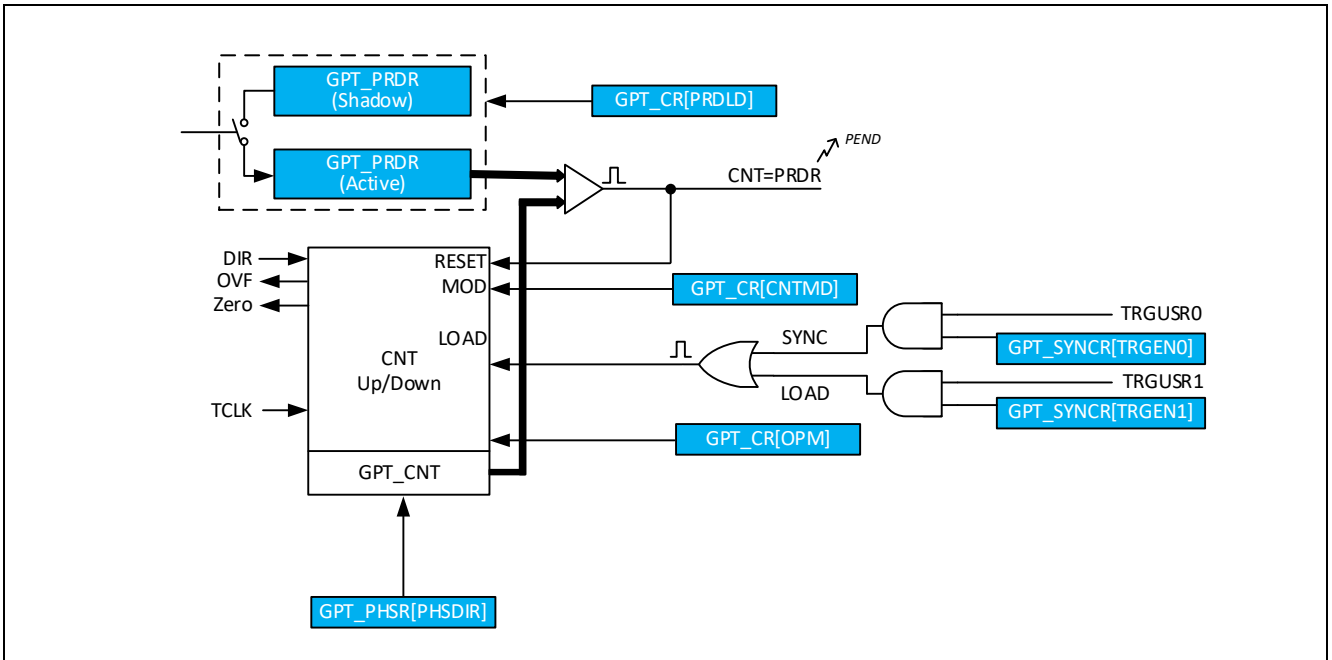 GPT_PRDR
(Shadow)
GPT_CR[PRDLD]
GPT_PRDR
(Active)
PEND
CNT=PRDR
DIR
OVF
Zero
TCLK
RESET
MOD
LOAD
CNT
Up/Down
GPT_CNT
GPT_CR[CNTMD]
SYNC
LOAD
TRGUSR0
GPT_SYNCR[TRGEN0]
TRGUSR1
GPT_SYNCR[TRGEN1]
GPT_CR[OPM]
GPT_PHSR[PHSDIR]